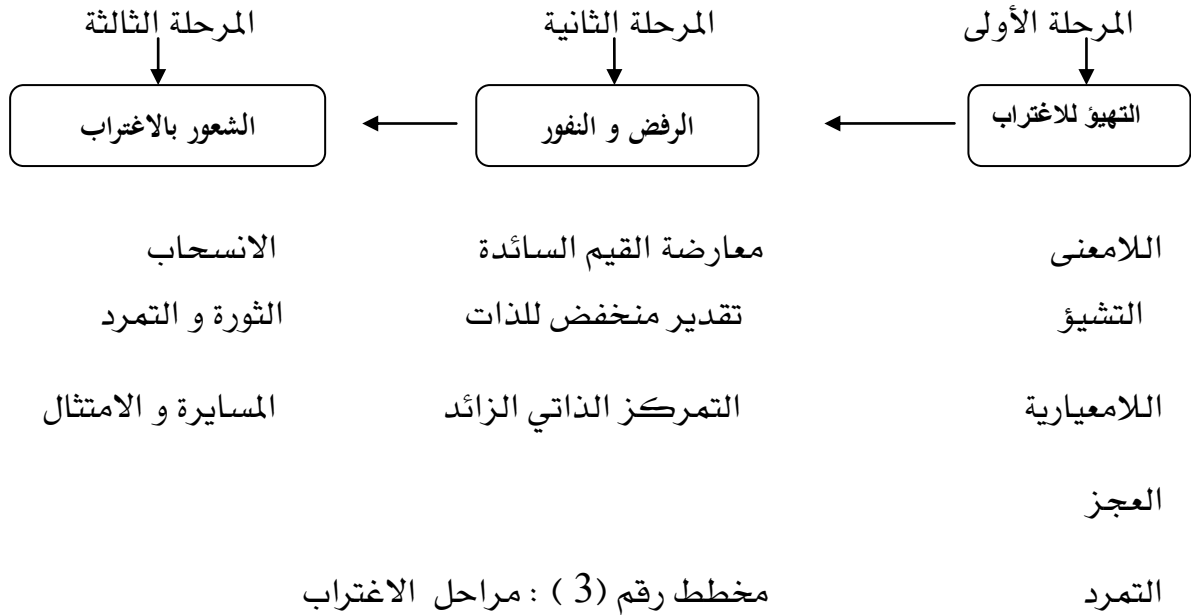 المرحلة الأولى المرحلة الثانية المرحلة الثالثة
التهيؤ للاغتراب الرفض و النفور الشعور بالاغتراب
اللامعنى معارضة القيم السائدة الانسحاب
التشيؤ تقدير منخفض للذات الثورة و التمرد
اللامعيارية التمركز الذاتي الزائد المسايرة و الامتثال
العجز
التمرد مخطط رقم (3 ) : مراحل الاغتراب